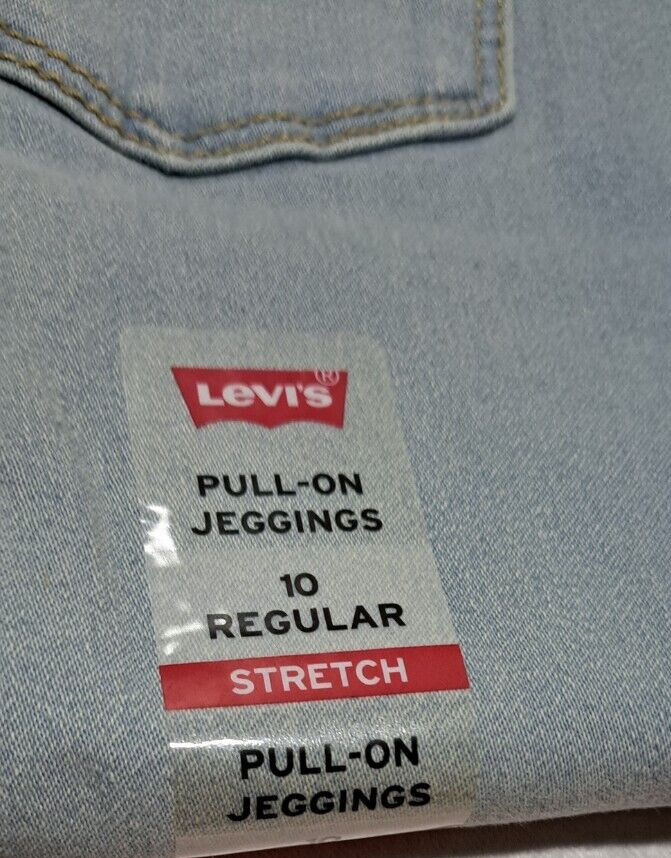 LEVI'S®
PULL-ON
JEGGINGS
10
REGULAR
STRETCH
PULL-ON
JEGGINGS